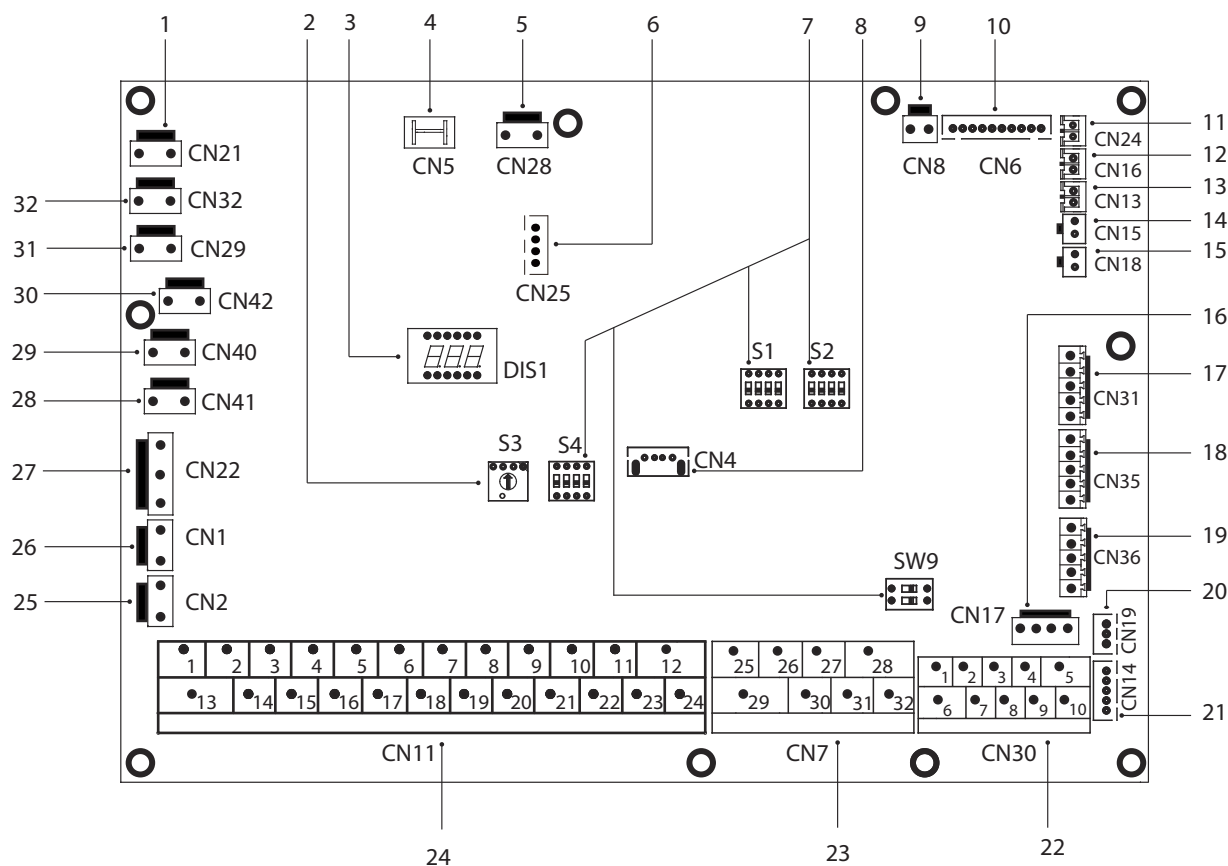 1 2 3 4 5 6 7 8 9 10
CN21 CN5 CN28 CN8 CN6 CN24 11
CN16 12
32 CN32 CN13 13
31 CN29 CN15 14
CN25 CN18 15
30 CN42
16
29 CN40 DIS1 S1 S2
17
28 CN41 CN31
S3 S4 CN4
27 CN22 18
CN35
26 CN1 19
CN36
SW9
25 CN2 20
CN17 CN19
1 2 3 4 5 6 7 8 9 10 11 12 25 26 27 28 1 2 3 4 5
13 14 15 16 17 18 19 20 21 22 23 24 29 30 31 32 6 7 8 9 10
CN14 21
CN11 CN7 CN30
24 23 22